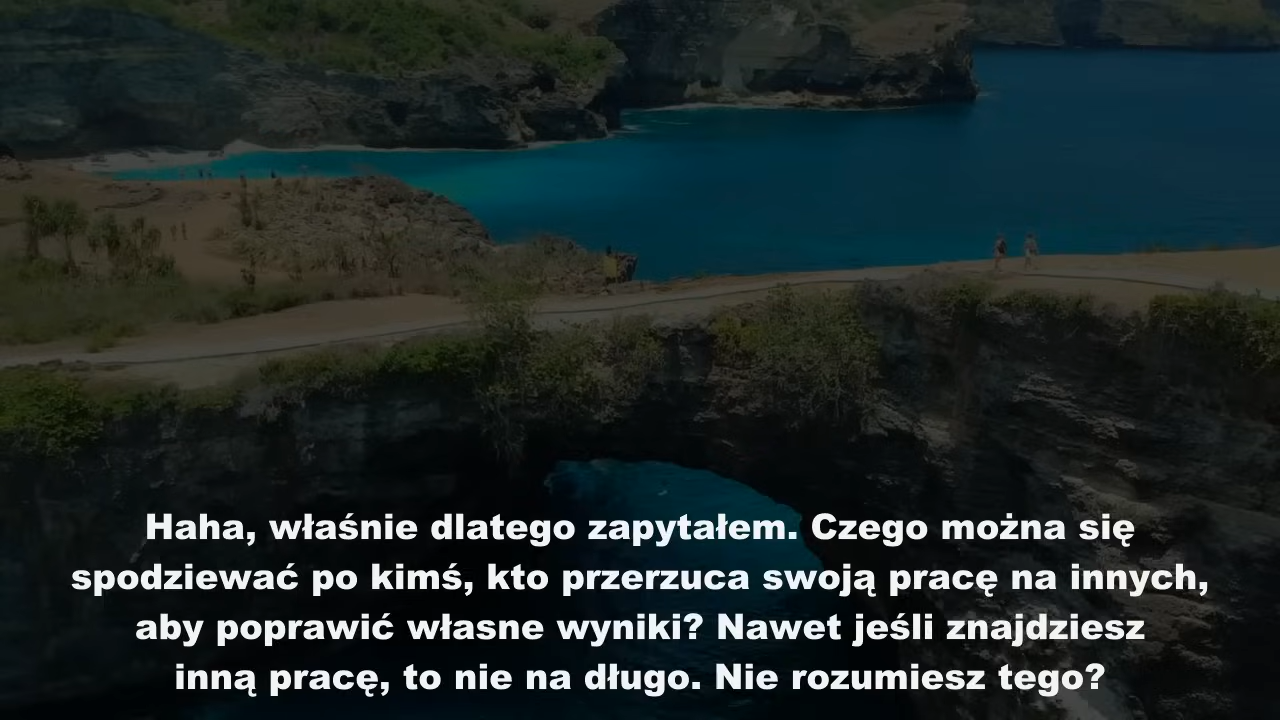 Haha, właśnie dlatego zapytałem. Czego można się
spodziewać po kimś, kto przerzuca swoją pracę na innych,
aby poprawić własne wyniki? Nawet jeśli znajdziesz
inną pracę, to nie na długo. Nie rozumiesz tego?